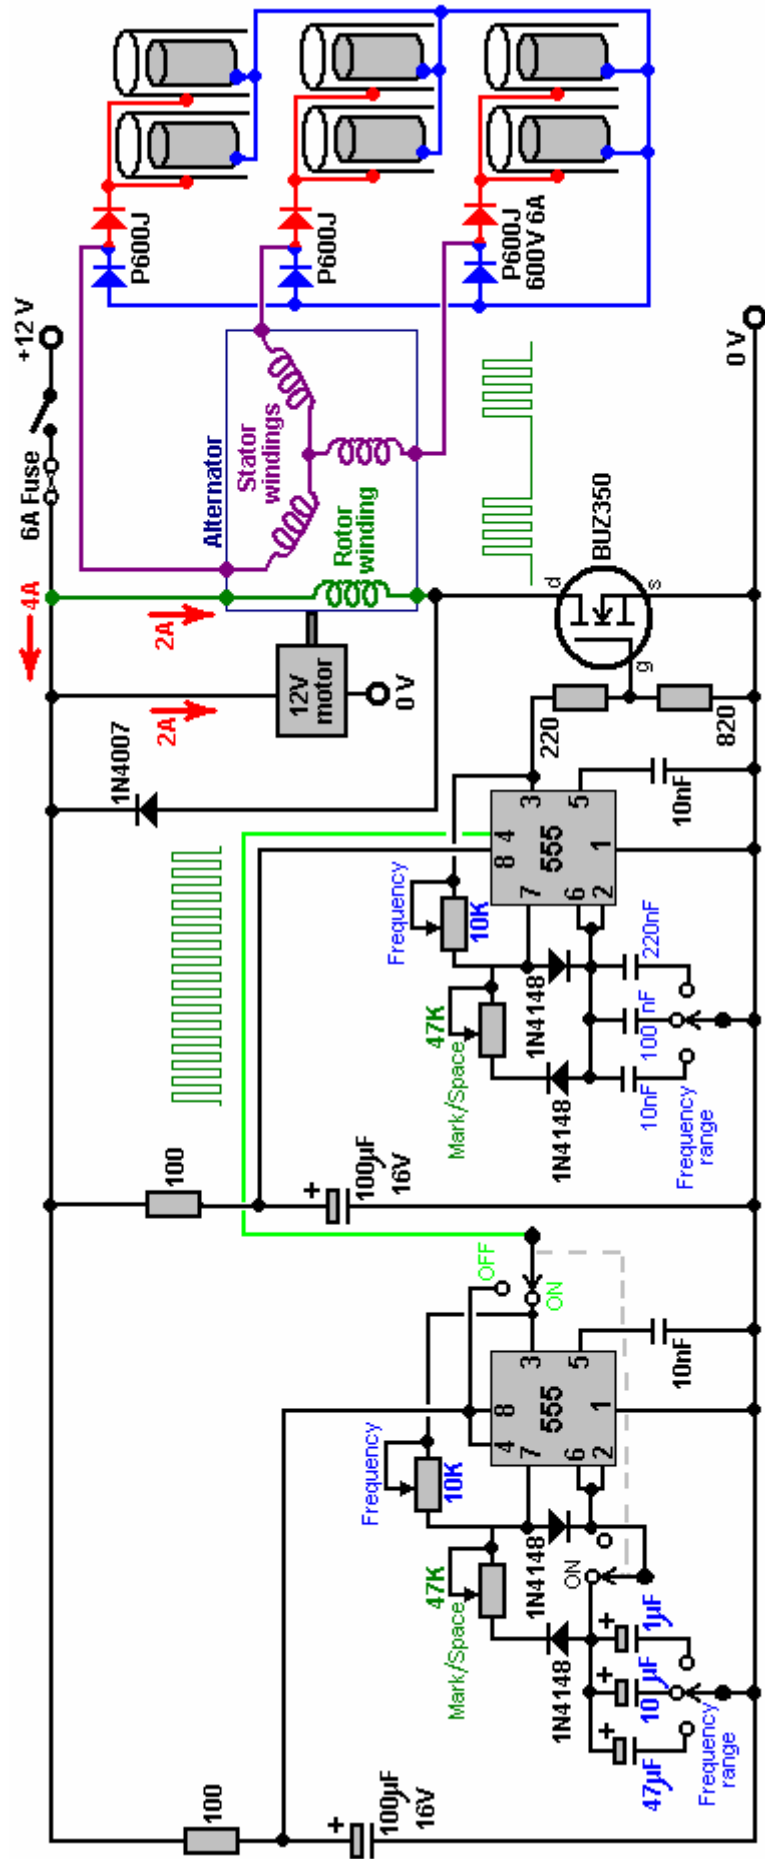 +12 V
6A Fuse
4A
2A
2A
1N4007
12V
motor
0 V
Alternator
Stator
windings
Rotor
winding
P600J
P600J
P600J
600V 6A
BUZ350
d
g
s
0 V
220
820
100
100µF
16V
+
Frequency
10K
47K
Mark/Space
1N4148
1N4148
555
8
4
3
7
6
2
5
1
10nF
10nF
100nF
220nF
Frequency
range
OFF
ON
100
100µF
16V
+
Frequency
10K
47K
Mark/Space
1N4148
1N4148
ON
555
4
8
3
7
6
2
5
1
10nF
+
47µF
+
10µF
+
1µF
Frequency
range